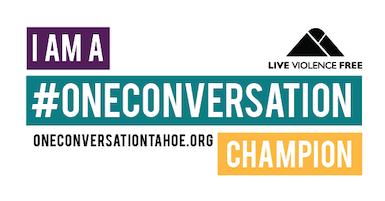 I AM A
LIVE VIOLENCE FREE
#ONECONVERSATION
ONECONVERSATIONTAHOE.ORG
CHAMPION